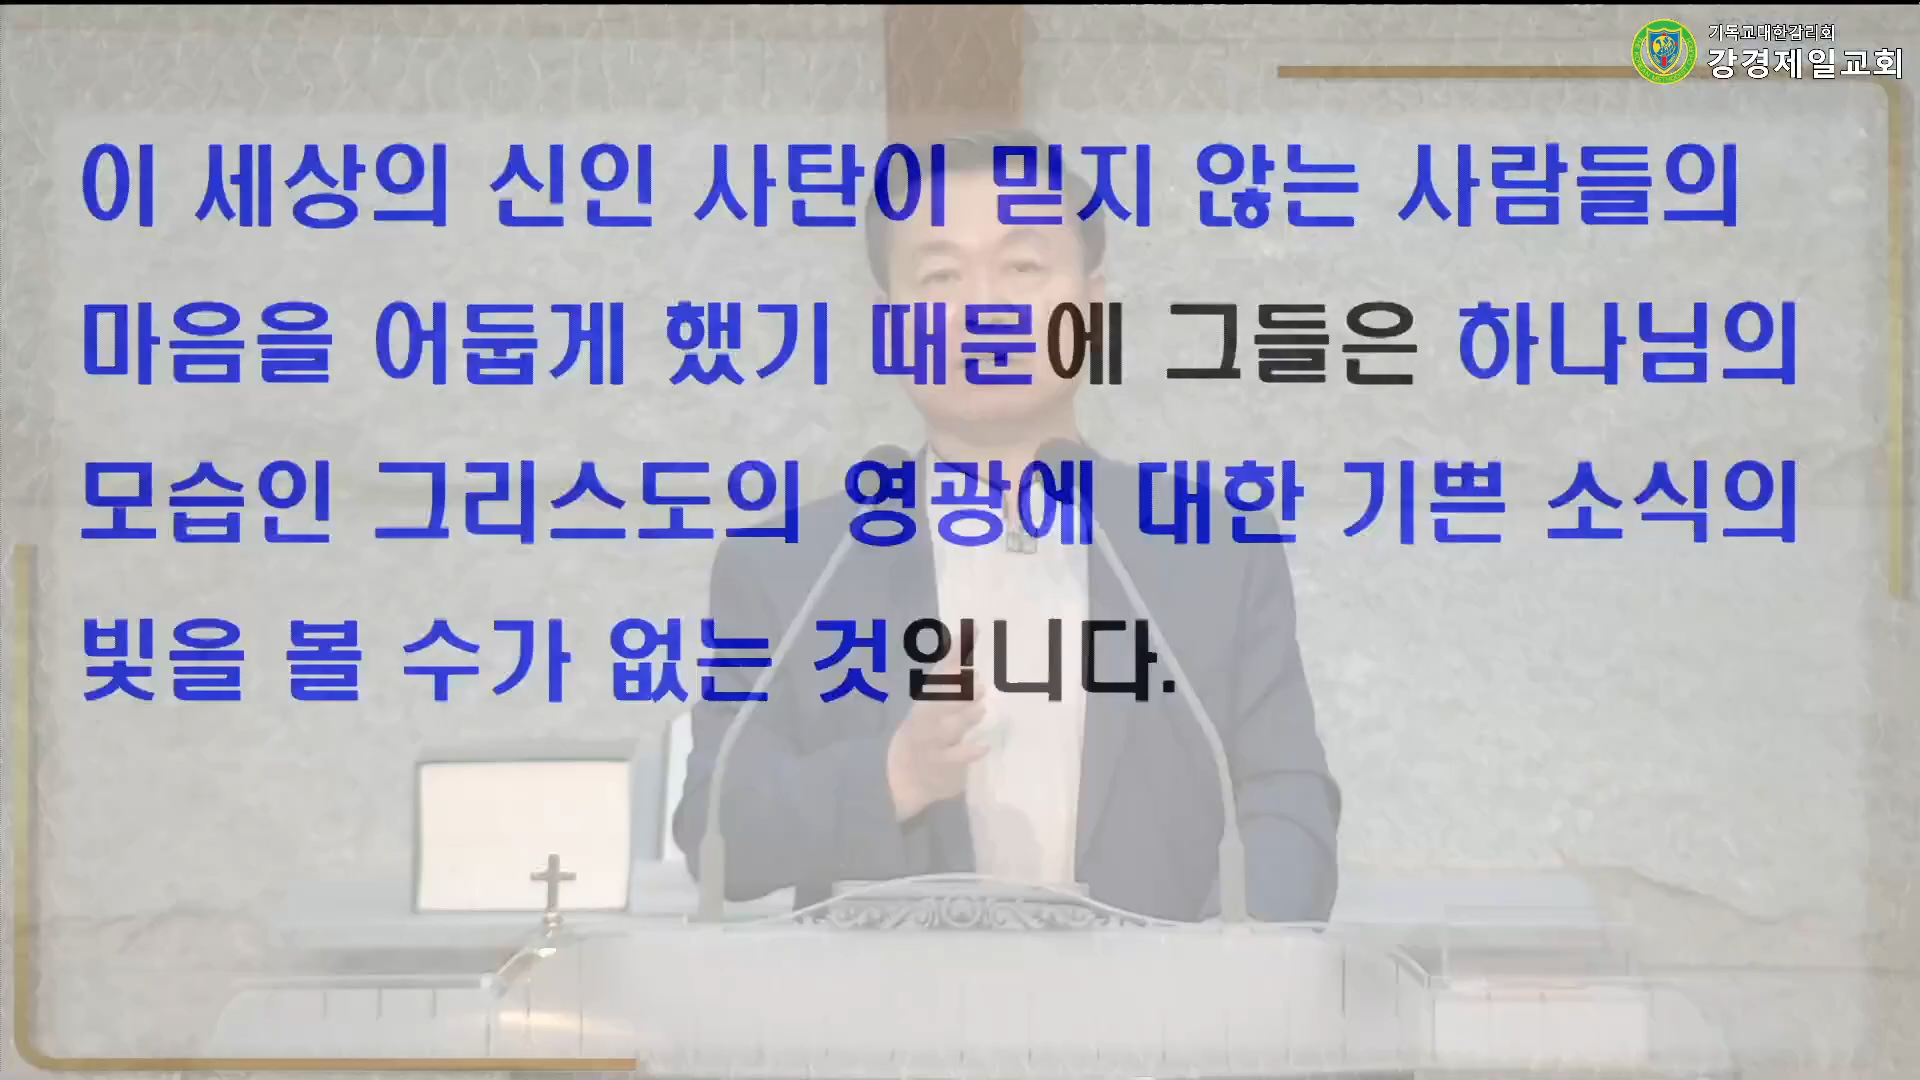 기독교대한감리회
강경제일교회
이 세상의 신인 사탄이 믿지 않는 사람들의
마음을 어둡게 했기 때문에 그들은 하나님의
모습인 그리스도의 영광에 대한 기쁜 소식의
빛을 볼 수가 없는 것입니다.